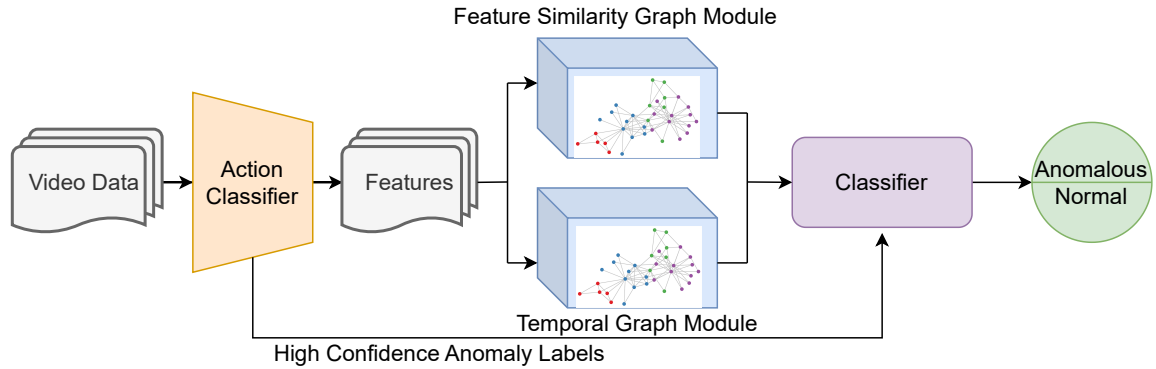 Feature Similarity Graph Module
Video Data
Action
Classifier
Features
Classifier
Anomalous
Normal
Temporal Graph Module
High Confidence Anomaly Labels